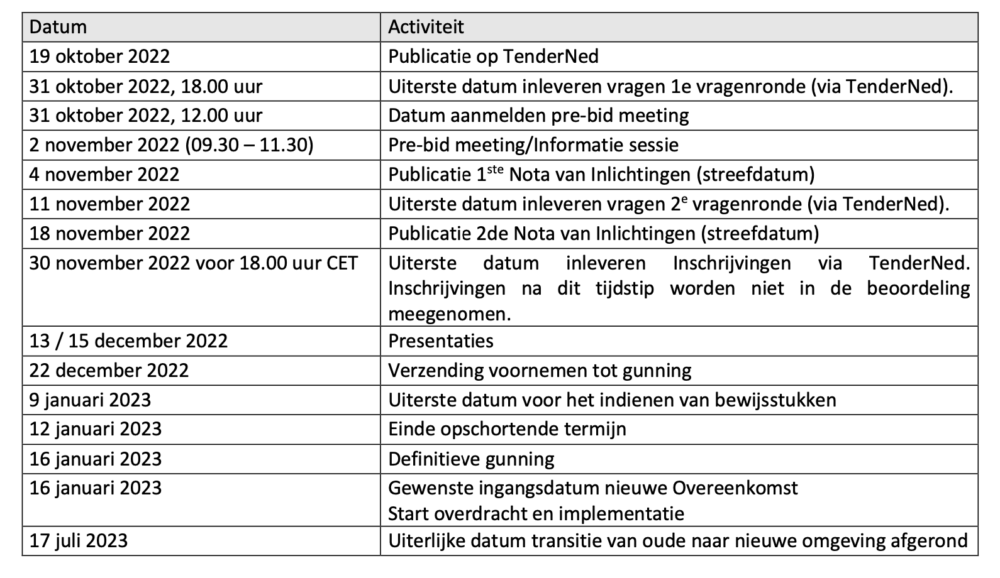 Datum Activiteit
19 oktober 2022 Publicatie op TenderNed
31 oktober 2022, 18.00 uur Uiterste datum inleveren vragen 1e vragenronde (via TenderNed).
31 oktober 2022, 12.00 uur Datum aanmelden pre-bid meeting
2 november 2022 (09.30 – 11.30) Pre-bid meeting/Informatie sessie
4 november 2022 Publicatie 1ste Nota van Inlichtingen (streefdatum)
11 november 2022 Uiterste datum inleveren vragen 2e vragenronde (via TenderNed).
18 november 2022 Publicatie 2de Nota van Inlichtingen (streefdatum)
30 november 2022 voor 18.00 uur CET Uiterste datum inleveren Inschrijvingen via TenderNed.
Inschrijvingen na dit tijdstip worden niet in de beoordeling
meegenomen.
13 / 15 december 2022 Presentaties
22 december 2022 Verzending voornemen tot gunning
9 januari 2023 Uiterste datum voor het indienen van bewijsstukken
12 januari 2023 Einde opschortende termijn
16 januari 2023 Definitieve gunning
16 januari 2023 Gewenste ingangsdatum nieuwe Overeenkomst
Start overdracht en implementatie
17 juli 2023 Uiterlijke datum transitie van oude naar nieuwe omgeving afgerond